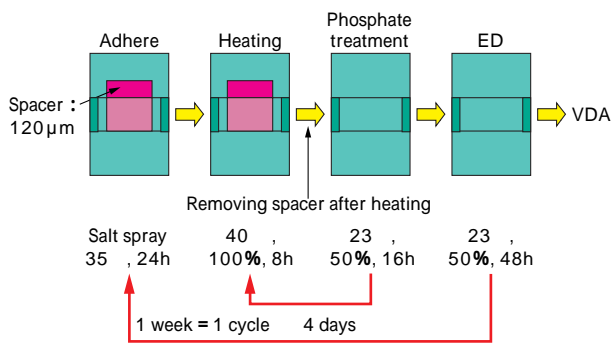 Adhere
Heating
Phosphate
treatment
ED
Spacer :
120µm
VDA
Removing spacer after heating
Salt spray
35 , 24h
40 ,
100%, 8h
23 ,
50%, 16h
23 ,
50%, 48h
1 week = 1 cycle 4 days